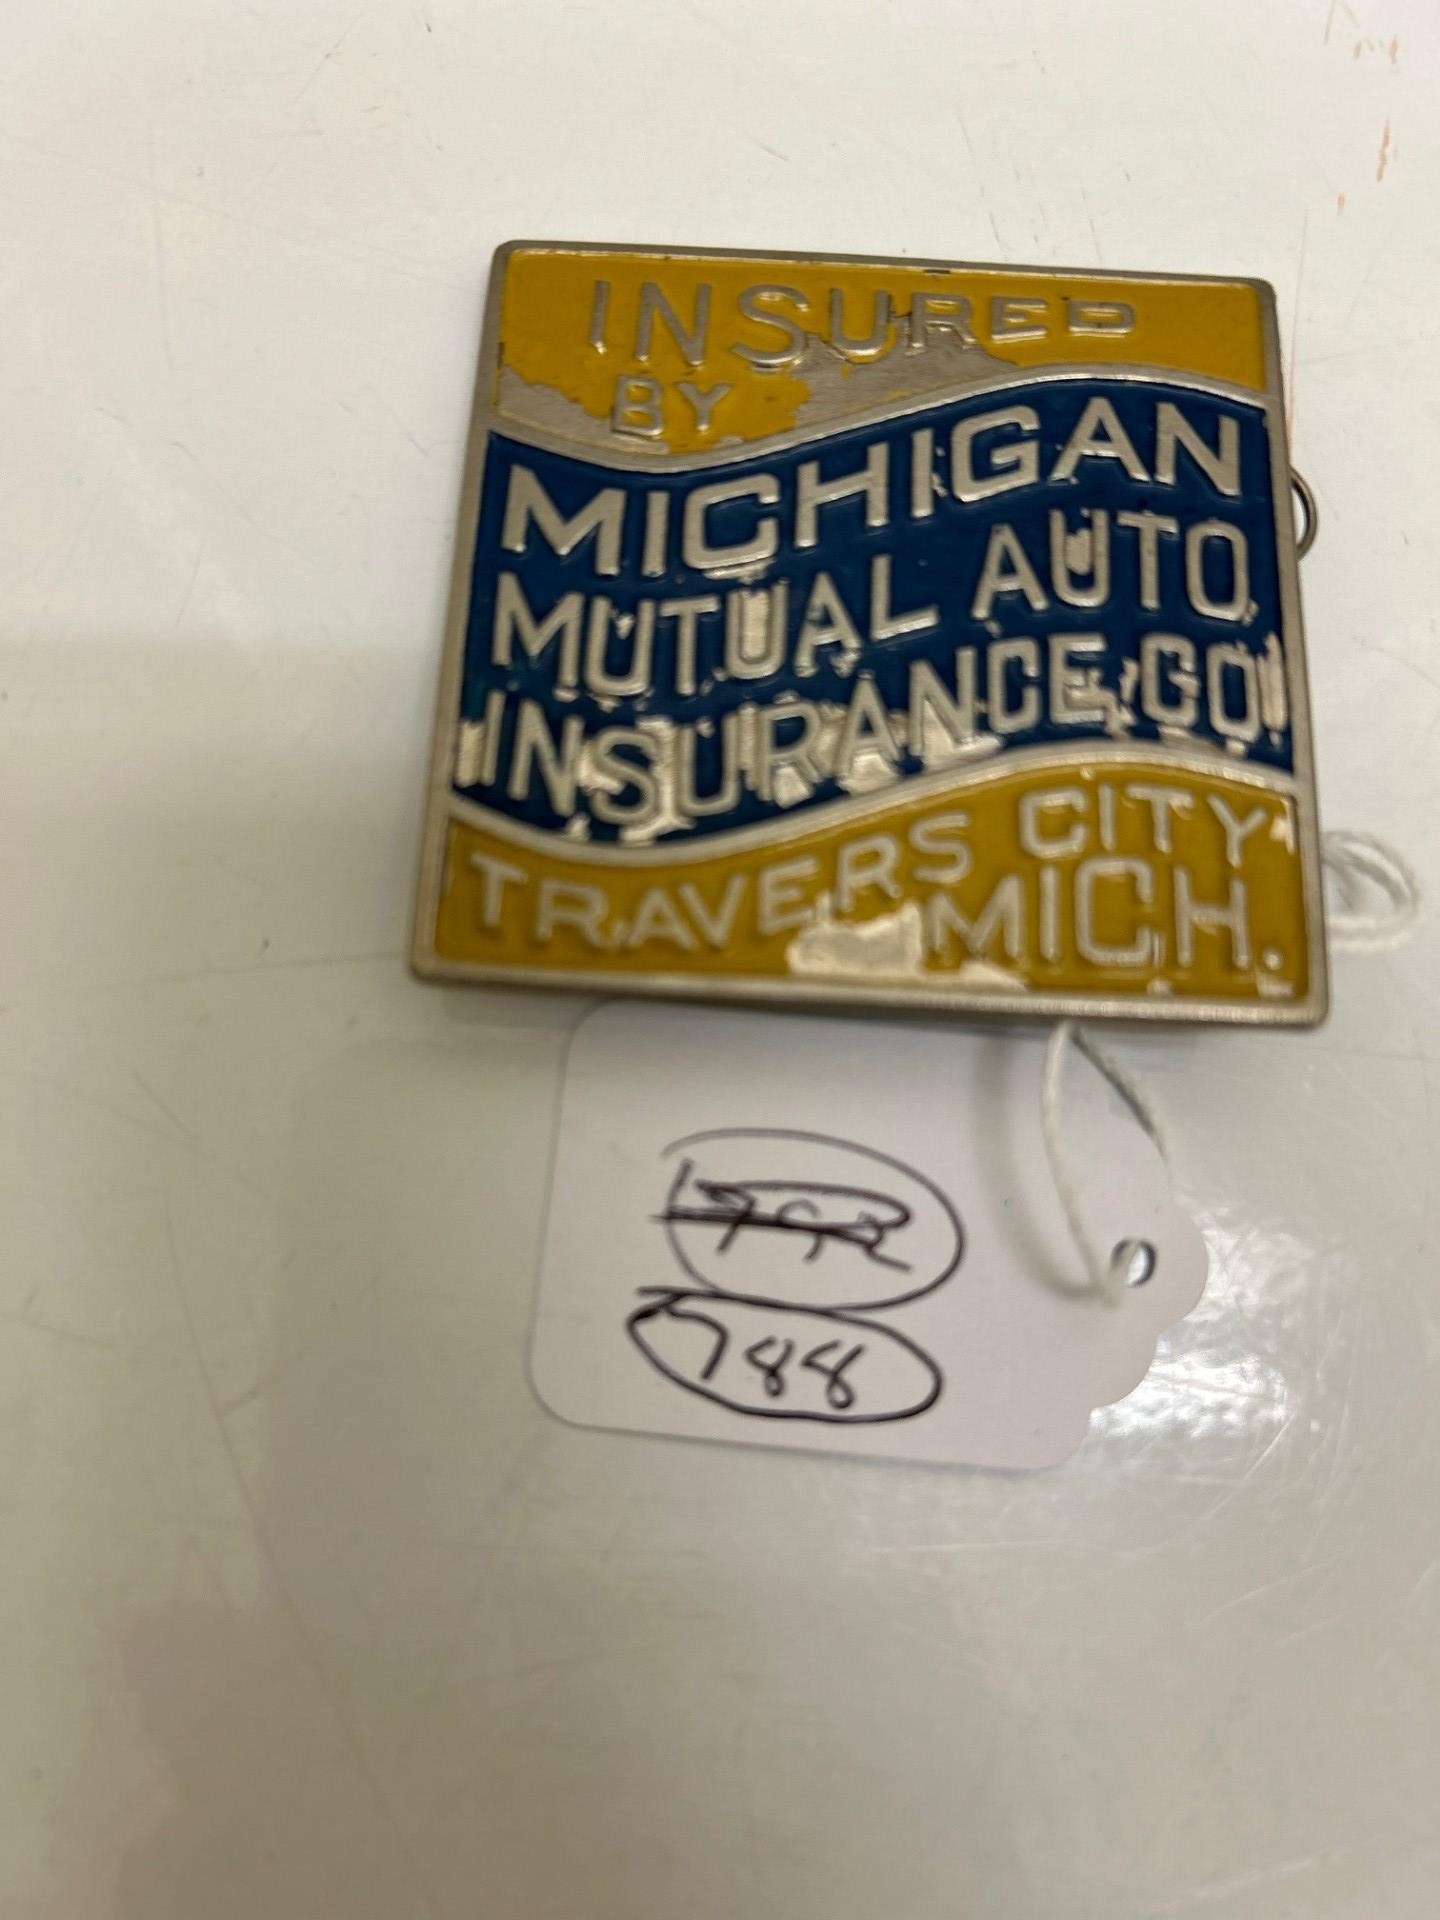 INSURED
BY
MICHIGAN
MUTUAL AUTO
INSURANCE CO
TRAVERS CITY
MICH.
788